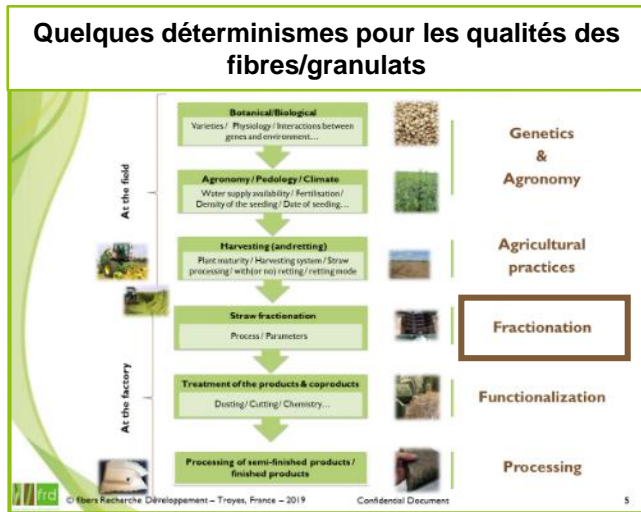 Quelques déterminismes pour les qualités des
fibres/granulats
At the field
At the factory
Botanical/Biological
Varieties / Physiology / Interactions between
genes and environment...
Agronomy / Pedology / Climate
Water supply availability / Fertilisation /
Density of the seeding / Date of seeding...
Harvesting (and retting)
Plant maturity / Harvesting system / Straw
processing / with(or no) retting / retting mode
Straw fractionation
Process / Parameters
Treatment of the products & coproducts
Dusting / Cutting / Chemistry...
Processing of semi-finished products /
finished products
Genetics
&
Agronomy
Agricultural
practices
Fractionation
Functionalization
Processing
frd
© fibers Recherche Développement – Troyes, France – 2019
Confidential Document
5